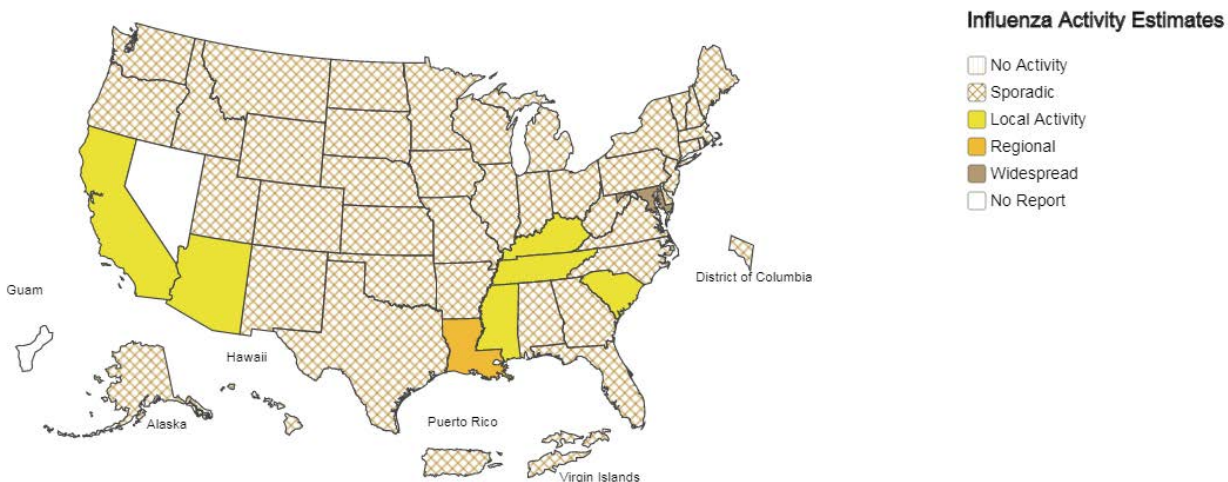 Influenza Activity Estimates
No Activity
Sporadic
Local Activity
Regional
Widespread
No Report
District of Columbia
Guam
Hawaii
Alaska
Puerto Rico
Virgin Islands